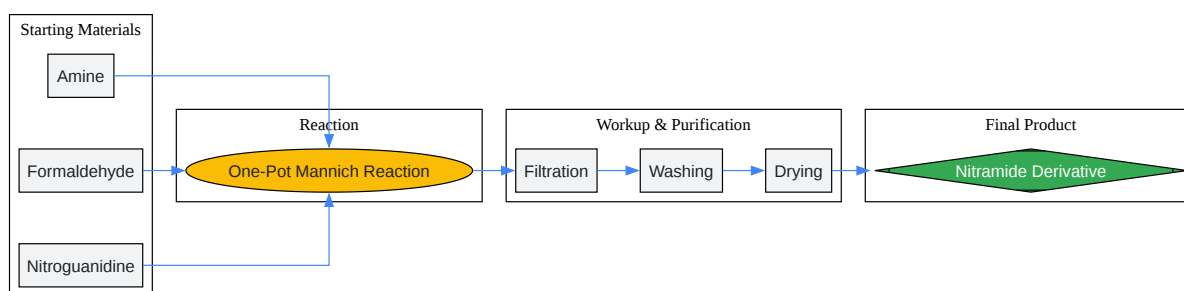 Starting Materials
Amine
Formaldehyde
Nitroguanidine
Reaction
One-Pot Mannich Reaction
Workup & Purification
Filtration
Washing
Drying
Final Product
Nitramide Derivative